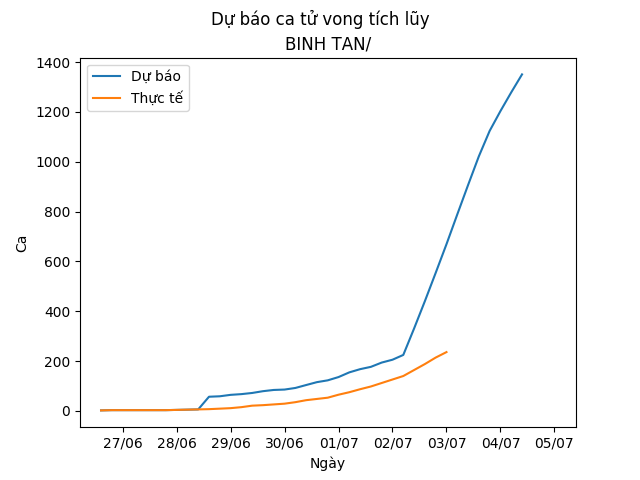 Dự báo ca tử vong tích lũy
BINH TAN/
Dự báo
Thực tế
1400
1200
1000
800
600
400
200
0
Ca
27/06 28/06 29/06 30/06 01/07 02/07 03/07 04/07 05/07
Ngày